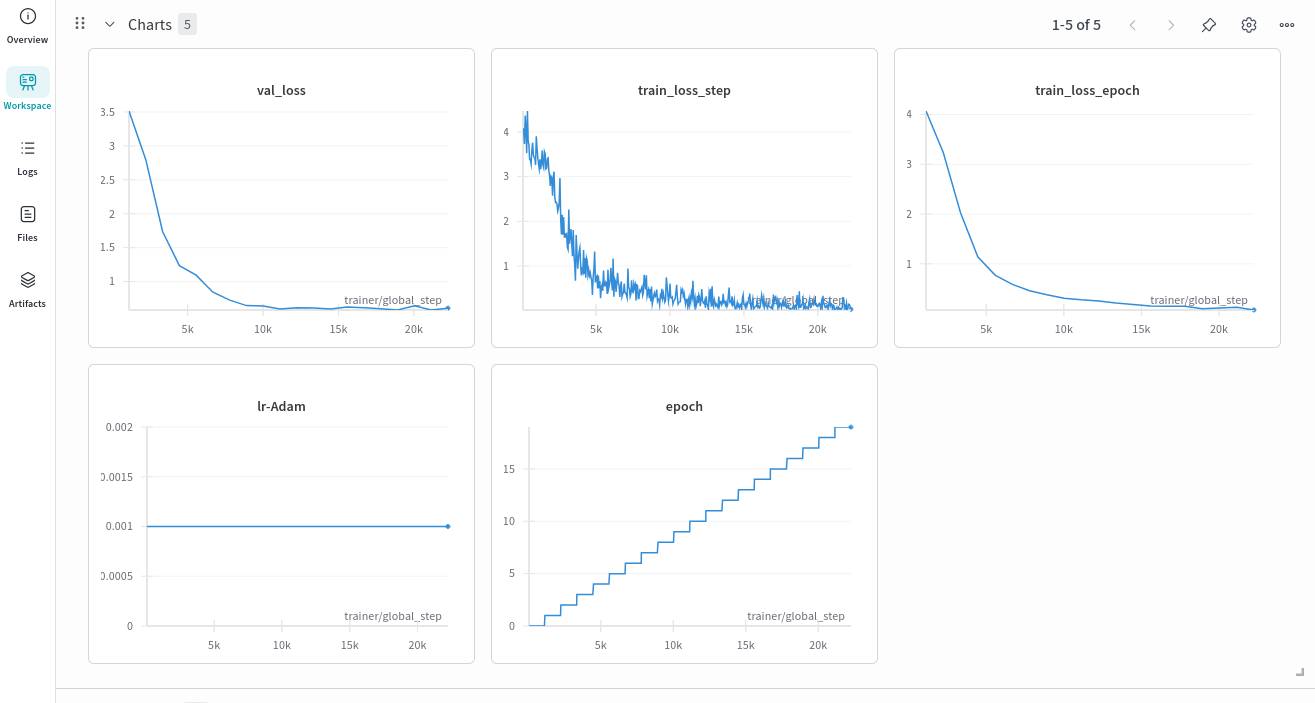 Overview
Workspace
Logs
Files
Artifacts
Charts 5
1-5 of 5
val_loss
3.5
3
2.5
2
1.5
1
trainer/global_step
5k 10k 15k 20k
train_loss_step
4
3
2
1
trainer/global_step
5k 10k 15k 20k
train_loss_epoch
4
3
2
1
trainer/global_step
5k 10k 15k 20k
lr-Adam
0.002
0.0015
0.001
0.0005
0
trainer/global_step
5k 10k 15k 20k
epoch
15
10
5
0
trainer/global_step
5k 10k 15k 20k